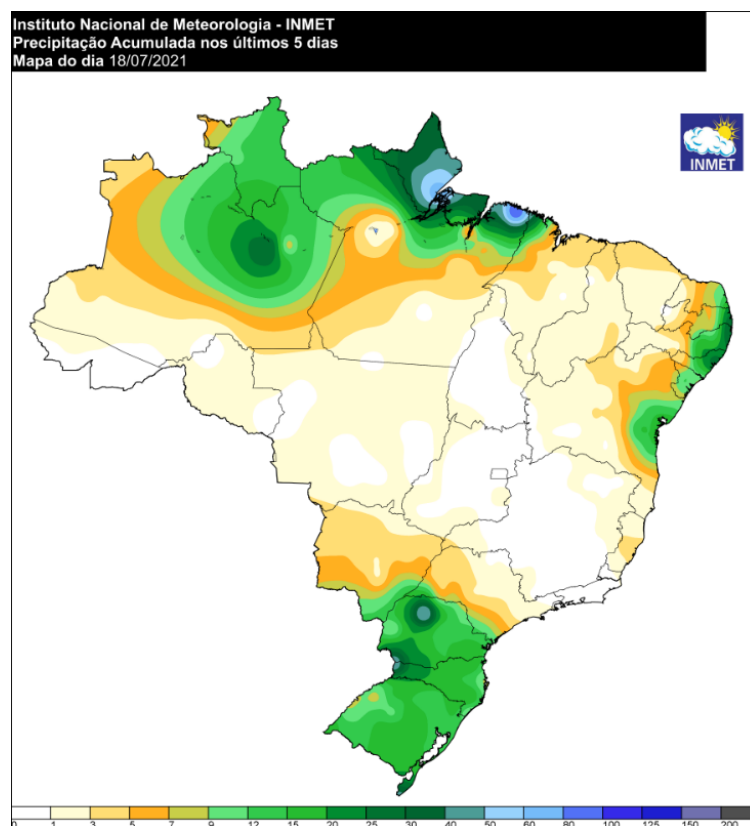 Instituto Nacional de Meteorologia - INMET
Precipitação Acumulada nos últimos 5 dias
Mapa do dia 18/07/2021
INMET
0 1 3 5 7 9 12 15 20 25 30 40 50 60 80 100 125 150 200